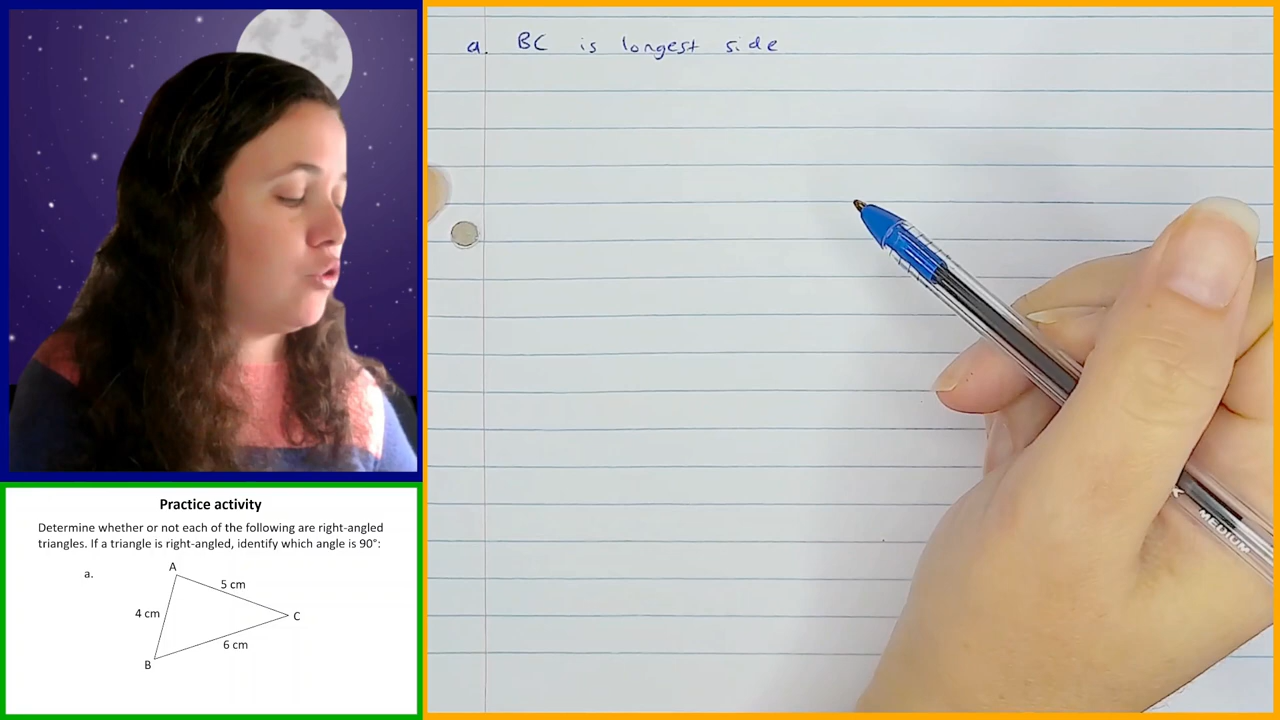 a. BC is longest side
MEDIUM
Practice activity
Determine whether or not each of the following are right-angled
triangles. If a triangle is right-angled, identify which angle is 90°:
a.
A
5 cm
4 cm
C
6 cm
B